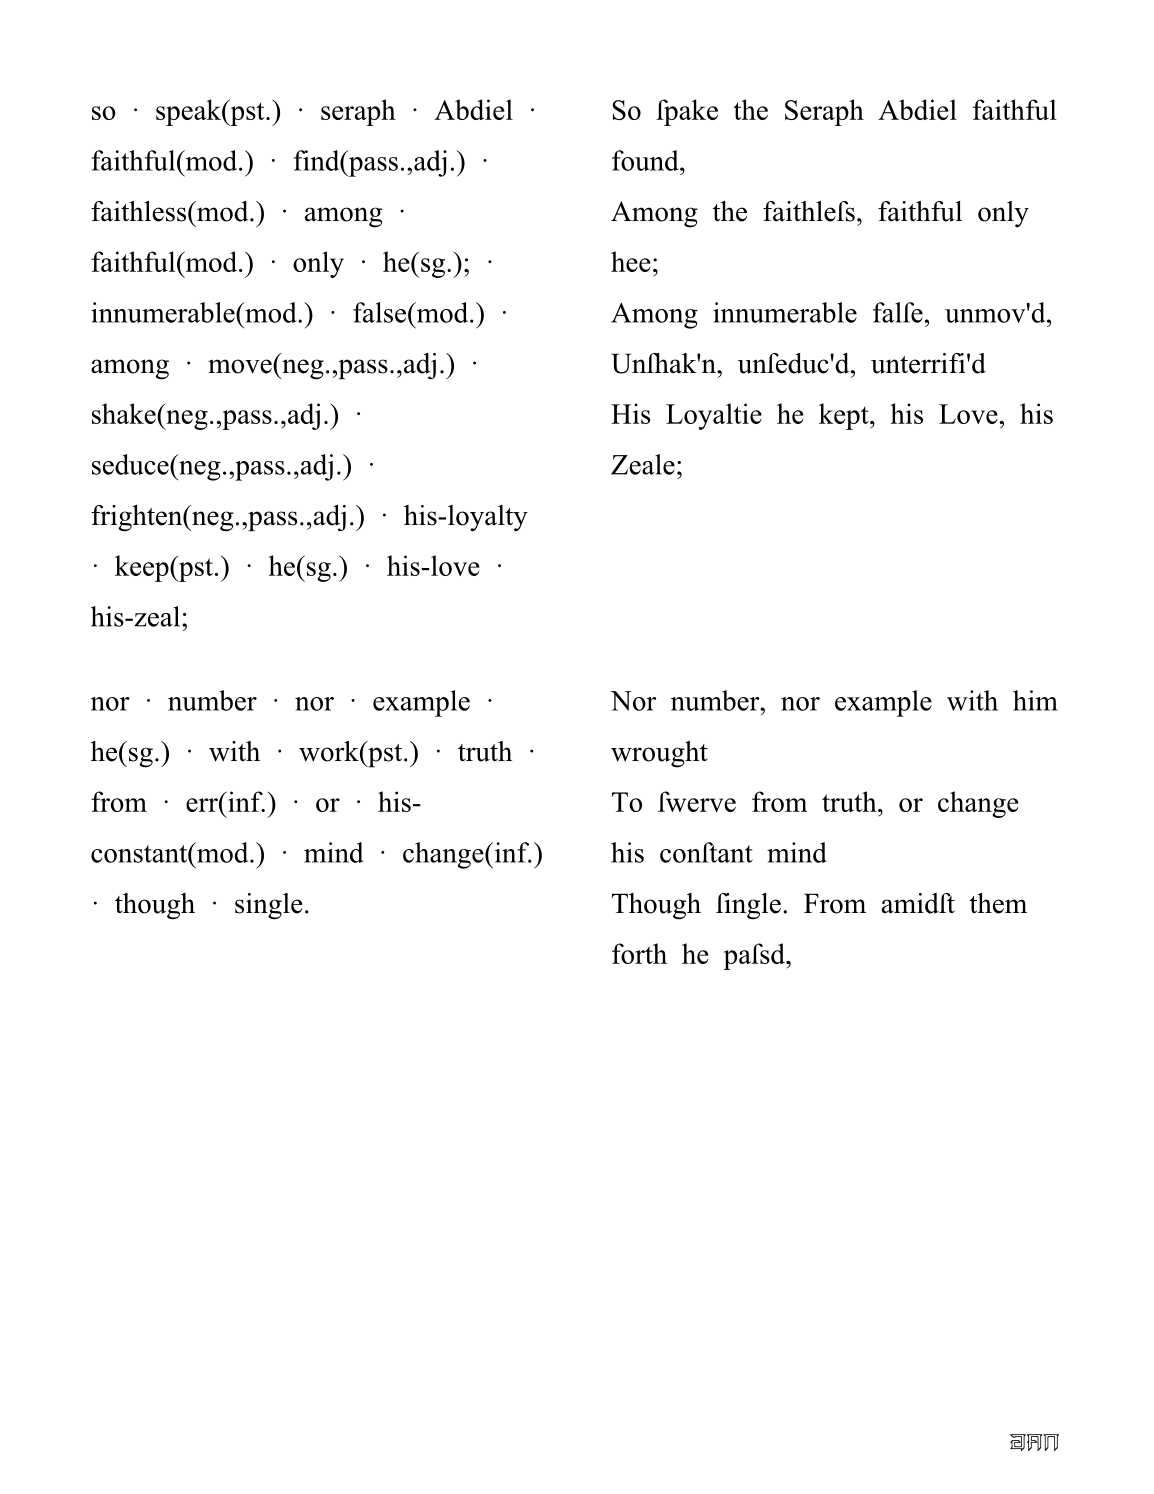 so · speak(pst.) · seraph · Abdiel ·
faithful(mod.) · find(pass.,adj.) ·
faithless(mod.) · among ·
faithful(mod.) · only · he(sg.); ·
innumerable(mod.) · false(mod.) ·
among · move(neg.,pass.,adj.) ·
shake(neg.,pass.,adj.) ·
seduce(neg.,pass.,adj.) ·
frighten(neg.,pass.,adj.) · his-loyalty
· keep(pst.) · he(sg.) · his-love ·
his-zeal;
So ſpake the Seraph Abdiel faithful
found,
Among the faithleſs, faithful only
hee;
Among innumerable falſe, unmov'd,
Unſhak'n, unſeduc'd, unterrifi'd
His Loyaltie he kept, his Love, his
Zeale;
nor · number · nor · example ·
he(sg.) · with · work(pst.) · truth ·
from · err(inf.) · or · his-
constant(mod.) · mind · change(inf.)
· though · single.
Nor number, nor example with him
wrought
To ſwerve from truth, or change
his conſtant mind
Though ſingle. From amidſt them
forth he paſsd,